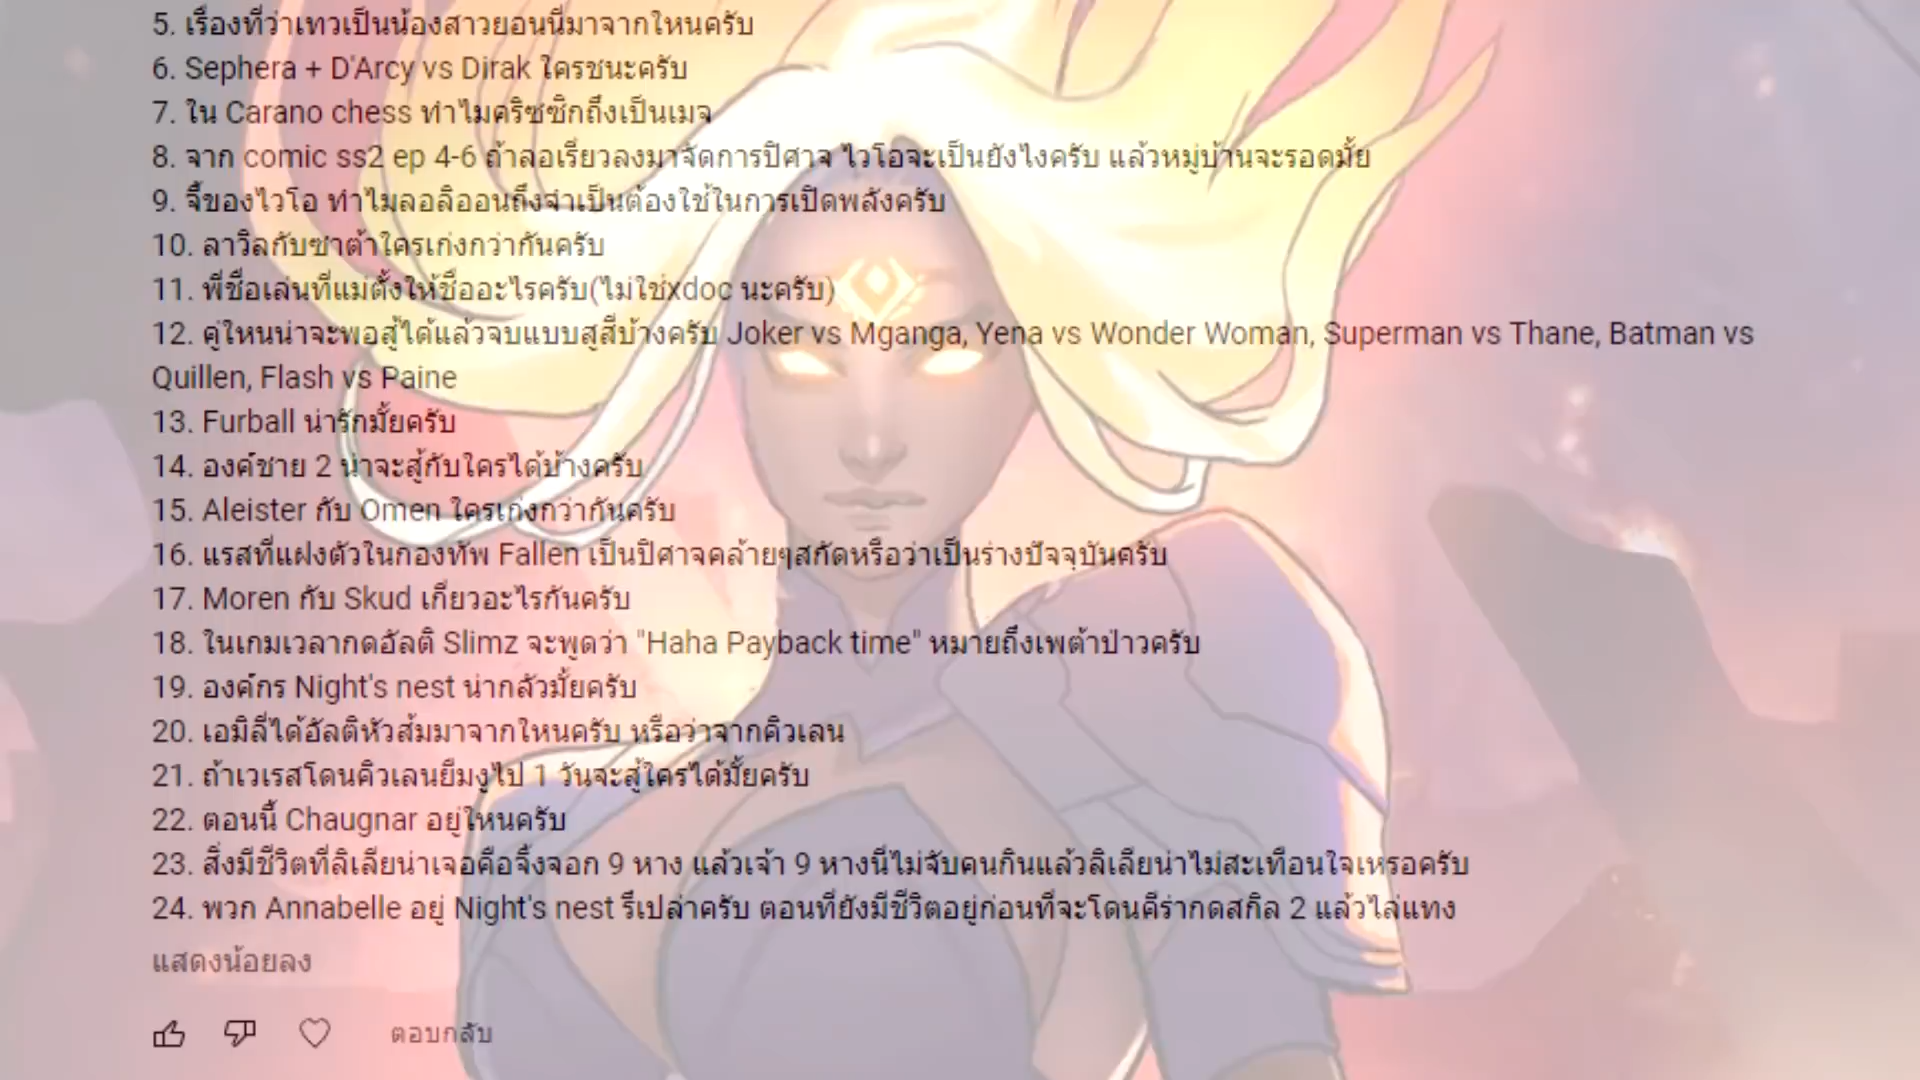 5. เรื่องที่ว่าเทวเป็นน้องสาวยอนนี่มาจากใหนครับ
6. Sephera + D'Arcy vs Dirak ใครชนะครับ
7. ใน Carano chess ทำไมคริซซิกถึงเป็นเมจ
8. จาก comic ss2 ep 4-6 ถ้าลอเรี่ยวลงมาจัดการปิศาจ ไวโอจะเป็นยังไงครับ แล้วหมู่บ้านจะรอดมั้ย
9. จี้ของไวโอ ทำไมลอลิออนถึงจำเป็นต้องใช้ในการเปิดพลังครับ
10. ลาวิลกับซาต้าใครเก่งกว่ากันครับ
11. พี่ชื่อเล่นที่แม่ตั้งให้ชื่ออะไรครับ(ไม่ใช่xdoc นะครับ)
12. คู่ใหนน่าจะพอสู้ได้แล้วจบแบบสูสีบ้างครับ Joker vs Mganga, Yena vs Wonder Woman, Superman vs Thane, Batman vs
Quillen, Flash vs Paine
13. Furball น่ารักมั้ยครับ
14. องค์ชาย 2 น่าจะสู้กับใครได้บ้างครับ
15. Aleister กับ Omen ใครเก่งกว่ากันครับ
16. แรสที่แฝงตัวในกองทัพ Fallen เป็นปิศาจคล้ายๆสกัดหรือว่าเป็นร่างปัจจุบันครับ
17. Moren กับ Skud เกี่ยวอะไรกันครับ
18. ในเกมเวลากดอัลติ Slimz จะพูดว่า "Haha Payback time" หมายถึงเพต้าป่าวครับ
19. องค์กร Night's nest น่ากลัวมั้ยครับ
20. เอมิลี่ได้อัลติหัวส้มมาจากใหนครับ หรือว่าจากคิวเลน
21. ถ้าเวเรสโดนคิวเลนยืมงูไป 1 วันจะสู้ใครได้มั้ยครับ
22. ตอนนี้ Chaugnar อยู่ใหนครับ
23. สิ่งมีชีวิตที่ลิเลียน่าเจอคือจิ้งจอก 9 หาง แล้วเจ้า 9 หางนี่ไม่จับคนกินแล้วลิเลียน่าไม่สะเทือนใจเหรอครับ
24. พวก Annabelle อยู่ Night's nest รึเปล่าครับ ตอนที่ยังมีชีวิตอยู่ก่อนที่จะโดนคีร่ากดสกิล 2 แล้วไล่แทง
แสดงน้อยลง
ตอบกลับ